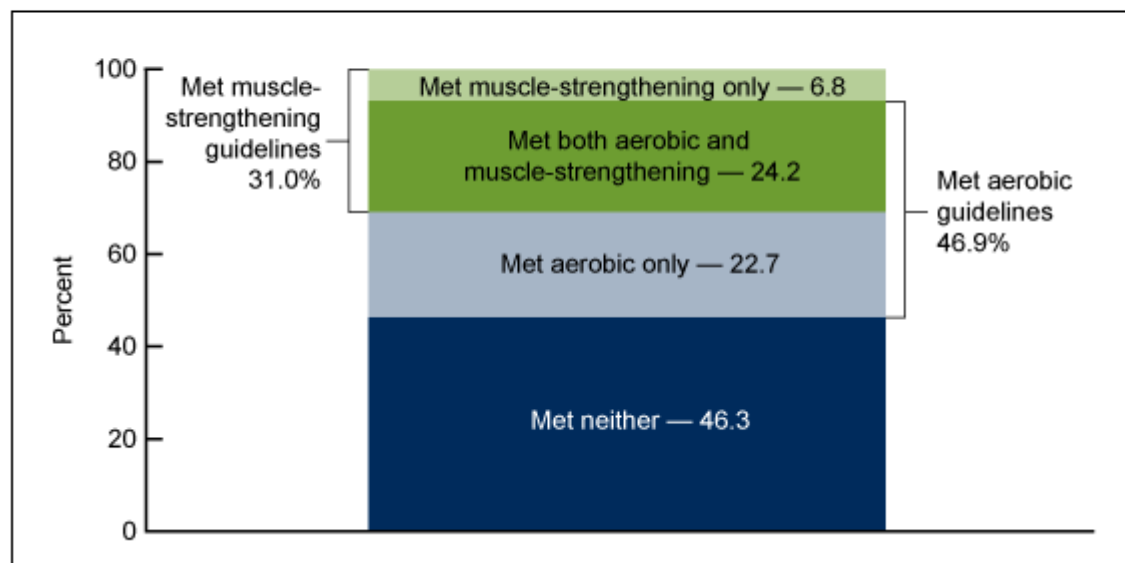 100
80
60
40
20
0
Percent
Met muscle-
strengthening
guidelines
31.0%
Met muscle-strengthening only — 6.8
Met both aerobic and
muscle-strengthening — 24.2
Met aerobic only — 22.7
Met neither — 46.3
Met aerobic
guidelines
46.9%